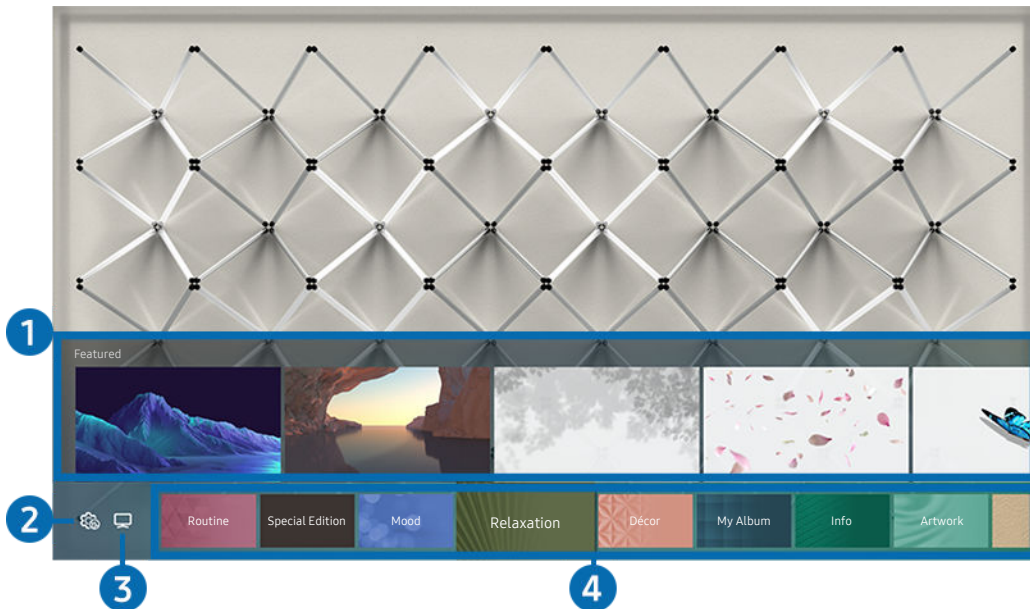 1
Featured
2
Routine
Special Edition
Mood
Relaxation
Décor
My Album
Info
Artwork
3
4